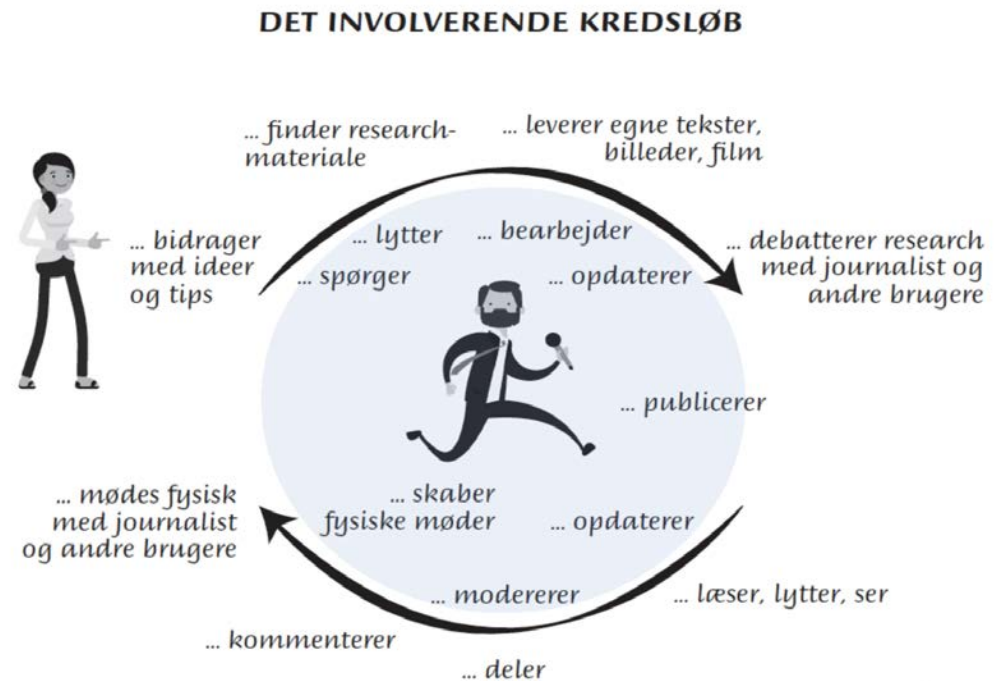 DET INVOLVERENDE KREDSLØB
... finder research-
materiale
... leverer egne tekster,
billeder, film
... bidrager
med ideer
og tips
... lytter
... bearbejder
... spørger
... opdaterer
... debatterer research
med journalist og
andre brugere
... publicerer
... mødes fysisk
med journalist
og andre brugere
... skaber
fysiske møder
... opdaterer
... modererer
... læser, lytter, ser
... kommenterer
... deler